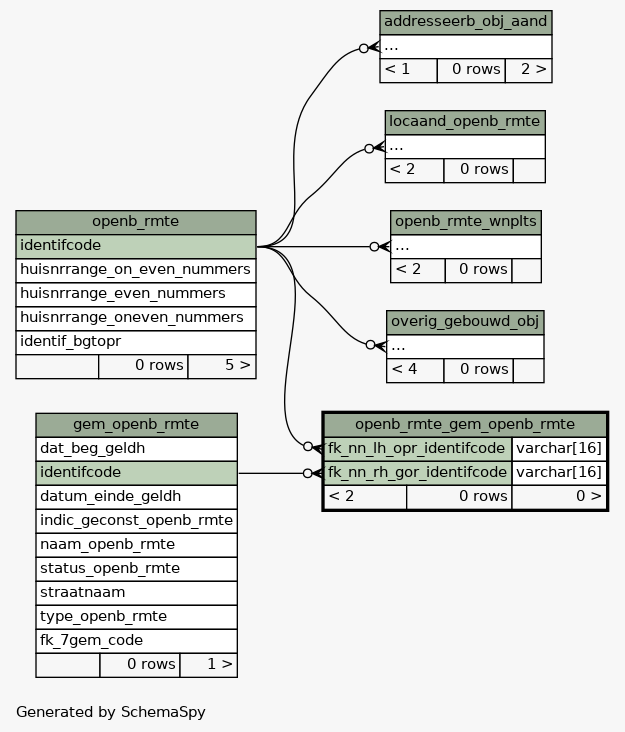 addresseerb_obj_aand
...
< 1 0 rows 2 >
locaand_openb_rmte
...
< 2 0 rows
openb_rmte
identifcode
huisnrrange_on_even_nummers
huisnrrange_even_nummers
huisnrrange_oneven_nummers
identif_bgtopr
0 rows 5 >
openb_rmte_wnplts
...
< 2 0 rows
overig_gebouwd_obj
...
< 4 0 rows
gem_openb_rmte
dat_beg_geldh
identifcode
datum_einde_geldh
indic_geconst_openb_rmte
naam_openb_rmte
status_openb_rmte
straatnaam
type_openb_rmte
fk_7gem_code
0 rows 1 >
openb_rmte_gem_openb_rmte
fk_nn_lh_opr_identifcode varchar[16]
fk_nn_rh_gor_identifcode varchar[16]
< 2 0 rows 0 >
Generated by SchemaSpy